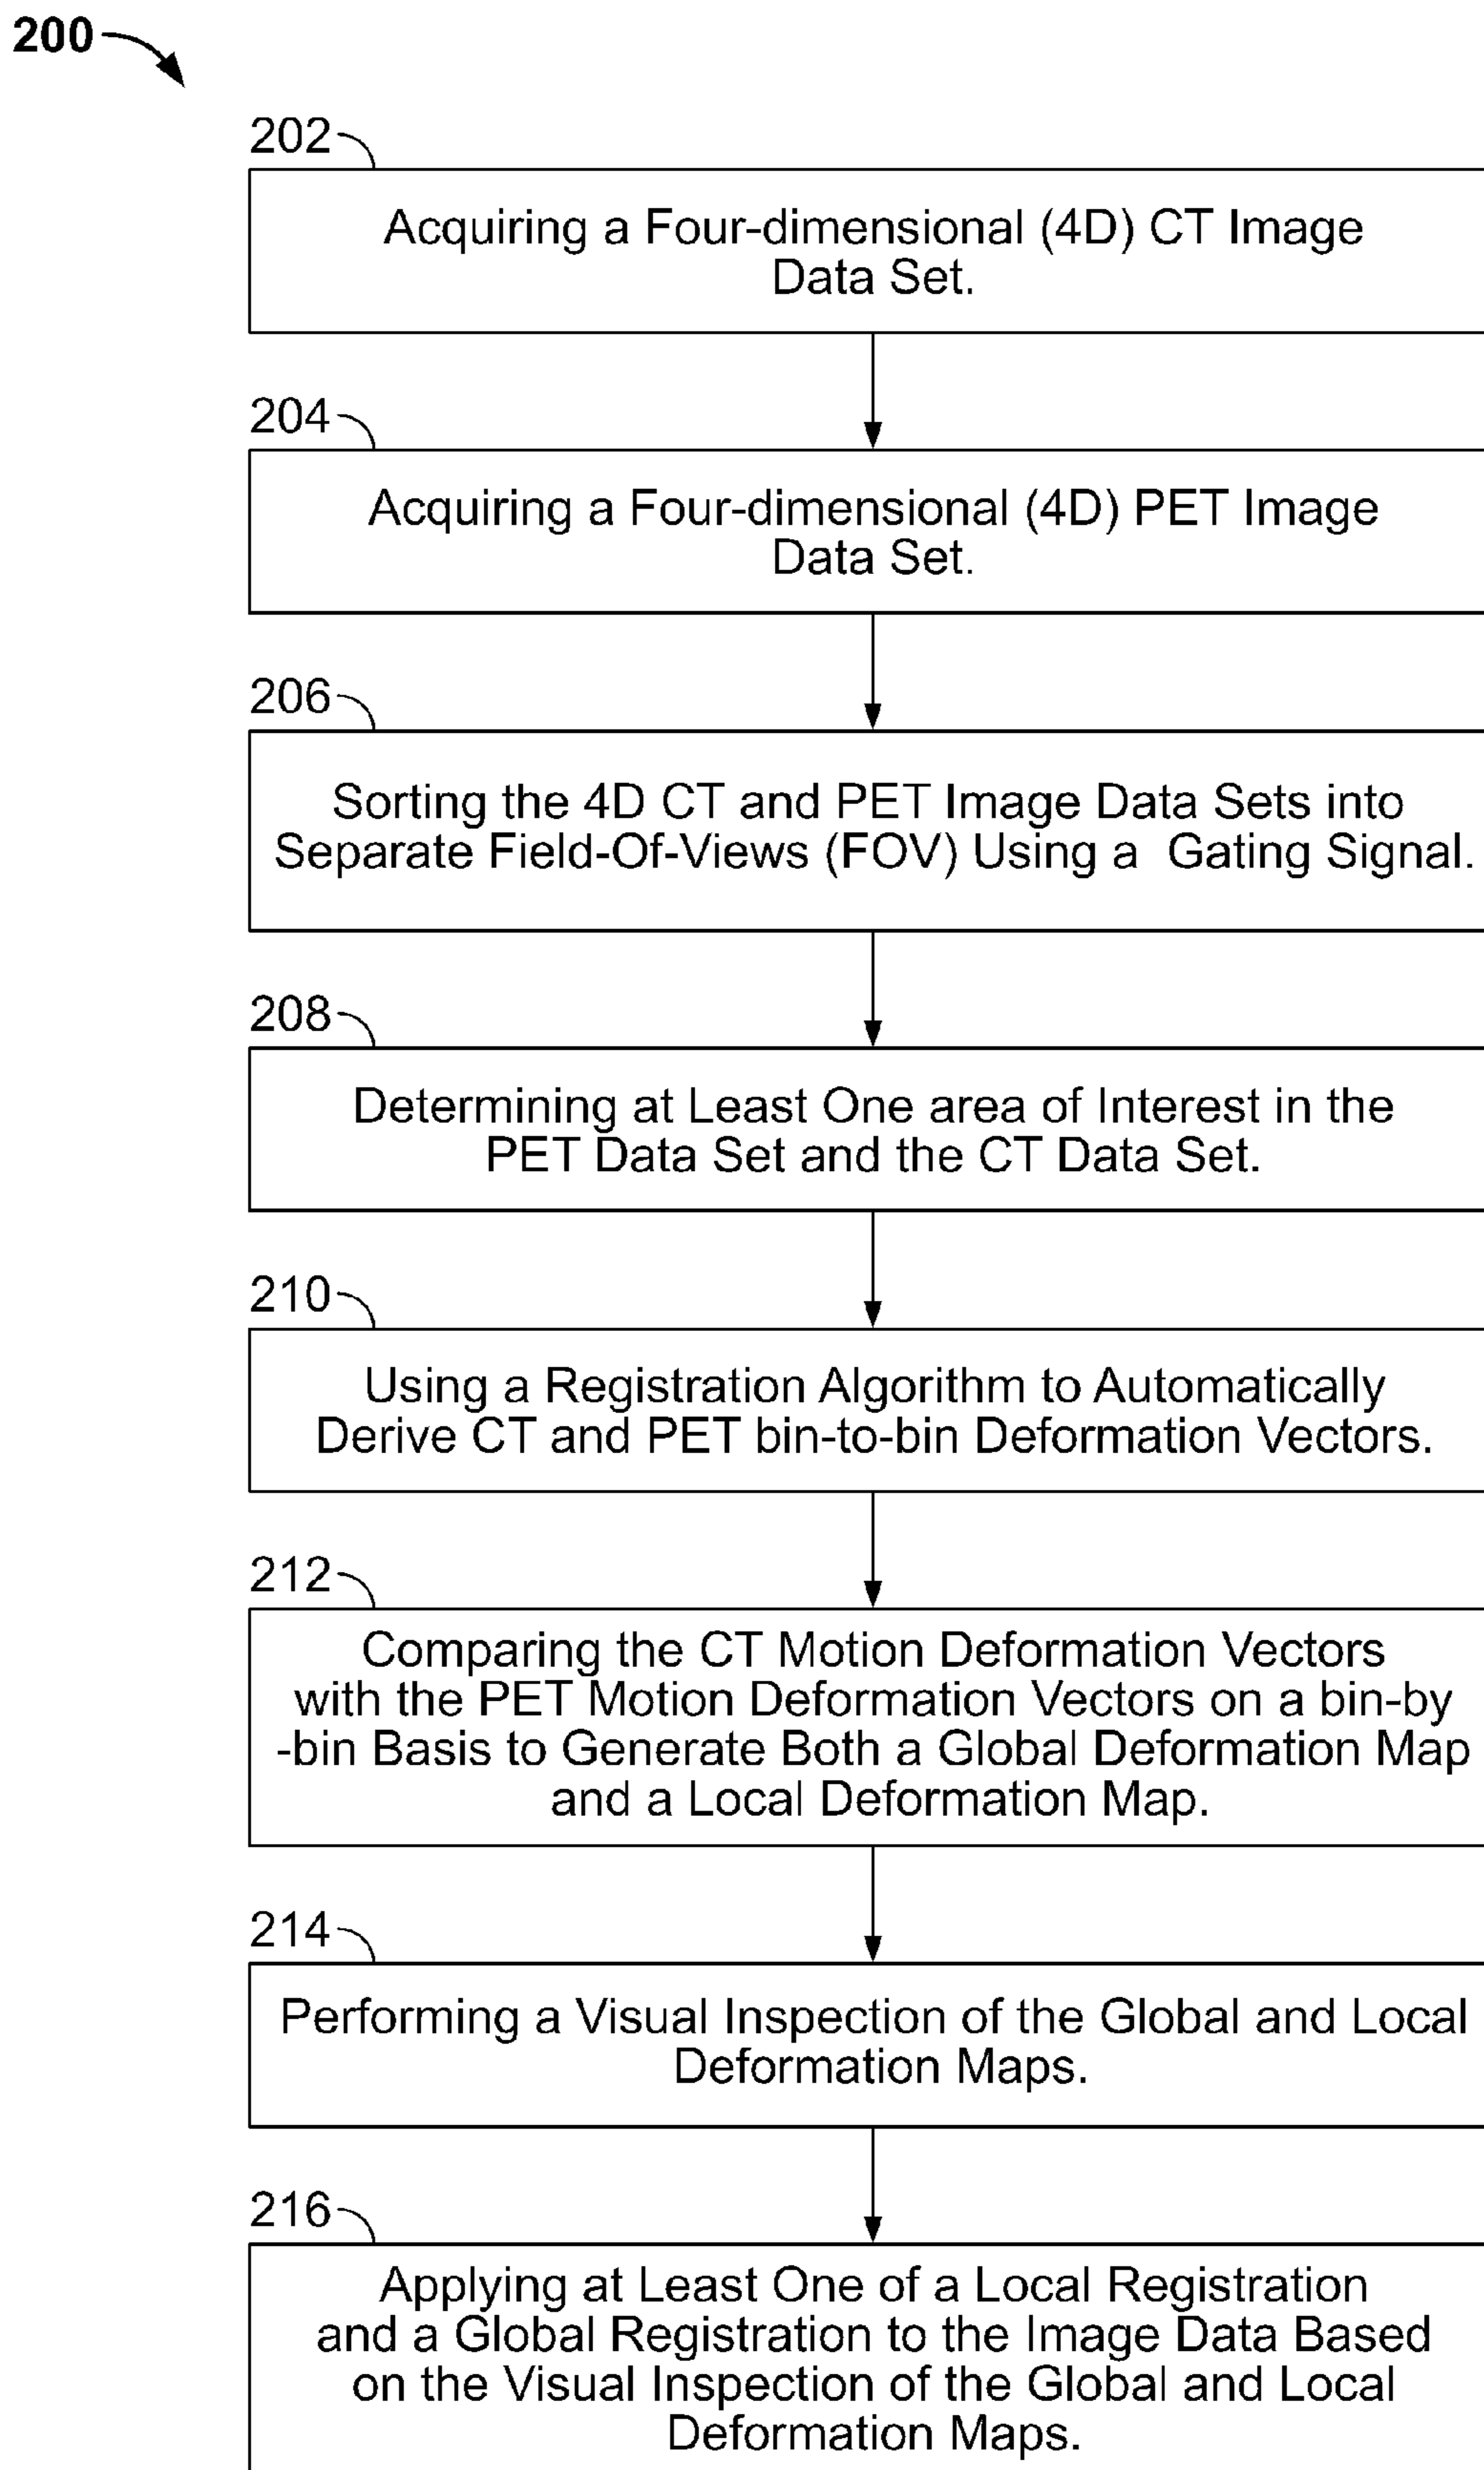 200
202
Acquiring a Four-dimensional (4D) CT Image
Data Set.
204
Acquiring a Four-dimensional (4D) PET Image
Data Set.
206
Sorting the 4D CT and PET Image Data Sets into
Separate Field-Of-Views (FOV) Using a Gating Signal.
208
Determining at Least One area of Interest in the
PET Data Set and the CT Data Set.
210
Using a Registration Algorithm to Automatically
Derive CT and PET bin-to-bin Deformation Vectors.
212
Comparing the CT Motion Deformation Vectors
with the PET Motion Deformation Vectors on a bin-by
-bin Basis to Generate Both a Global Deformation Map
and a Local Deformation Map.
214
Performing a Visual Inspection of the Global and Local
Deformation Maps.
216
Applying at Least One of a Local Registration
and a Global Registration to the Image Data Based
on the Visual Inspection of the Global and Local
Deformation Maps.